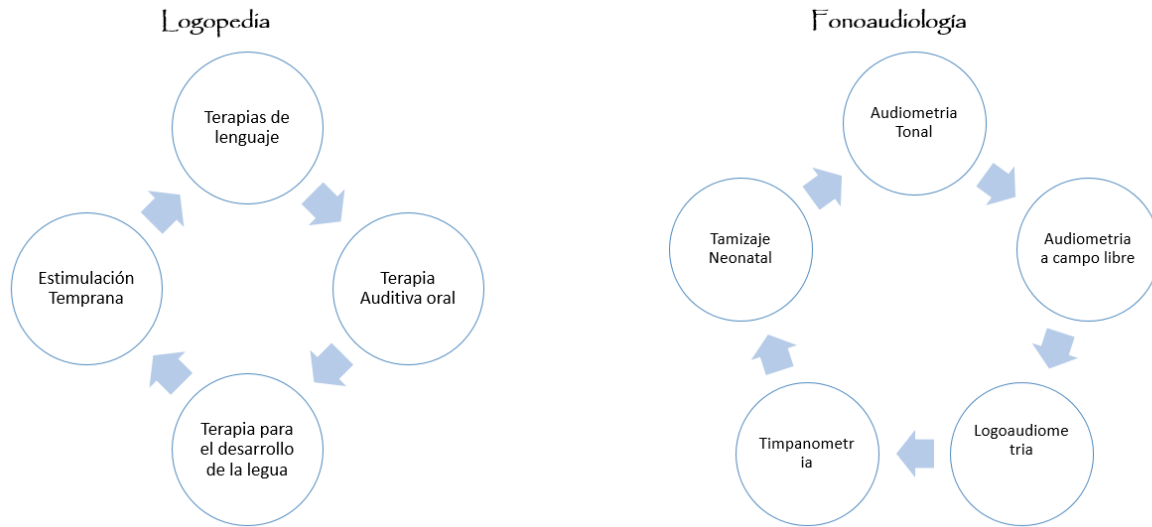 Logopedia
Terapias de
lenguaje
Terapia
Auditiva oral
Terapia para
el desarrollo
de la legua
Estimulación
Temprana
Fonoaudiología
Audiometria
Tonal
Audiometria
a campo libre
Logoaudiome
tria
Timpanometr
ia
Tamizaje
Neonatal